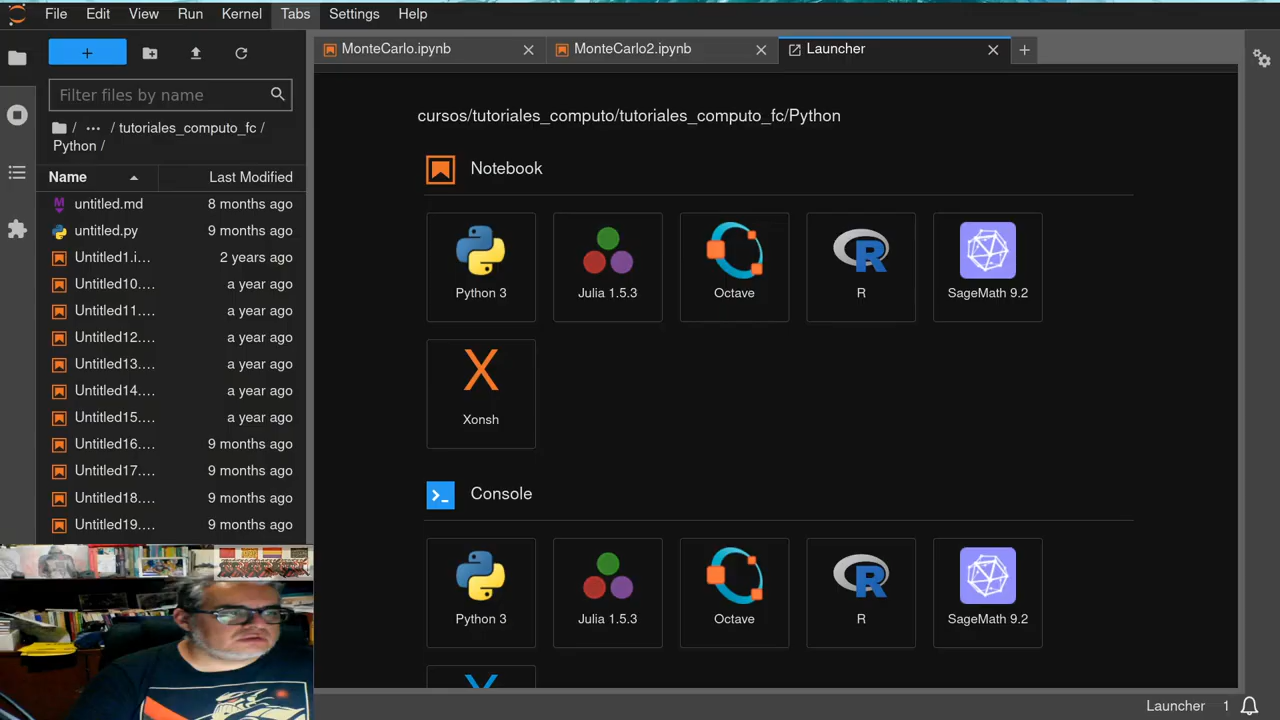 File Edit View Run Kernel Tabs Settings Help
MonteCarlo.ipynb
MonteCarlo2.ipynb
Launcher
+
Filter files by name
/ ... / tutoriales_computo_fc /
Python /
Name Last Modified
untitled.md 8 months ago
untitled.py 9 months ago
Untitled1.i... 2 years ago
Untitled10.... a year ago
Untitled11.... a year ago
Untitled12.... a year ago
Untitled13.... a year ago
Untitled14.... a year ago
Untitled15.... a year ago
Untitled16.... 9 months ago
Untitled17.... 9 months ago
Untitled18.... 9 months ago
Untitled19.... 9 months ago
cursos/tutoriales_computo/tutoriales_computo_fc/Python
Notebook
Python 3
Julia 1.5.3
Octave
R
SageMath 9.2
X
Xonsh
Console
Python 3
Julia 1.5.3
Octave
R
SageMath 9.2
Launcher 1